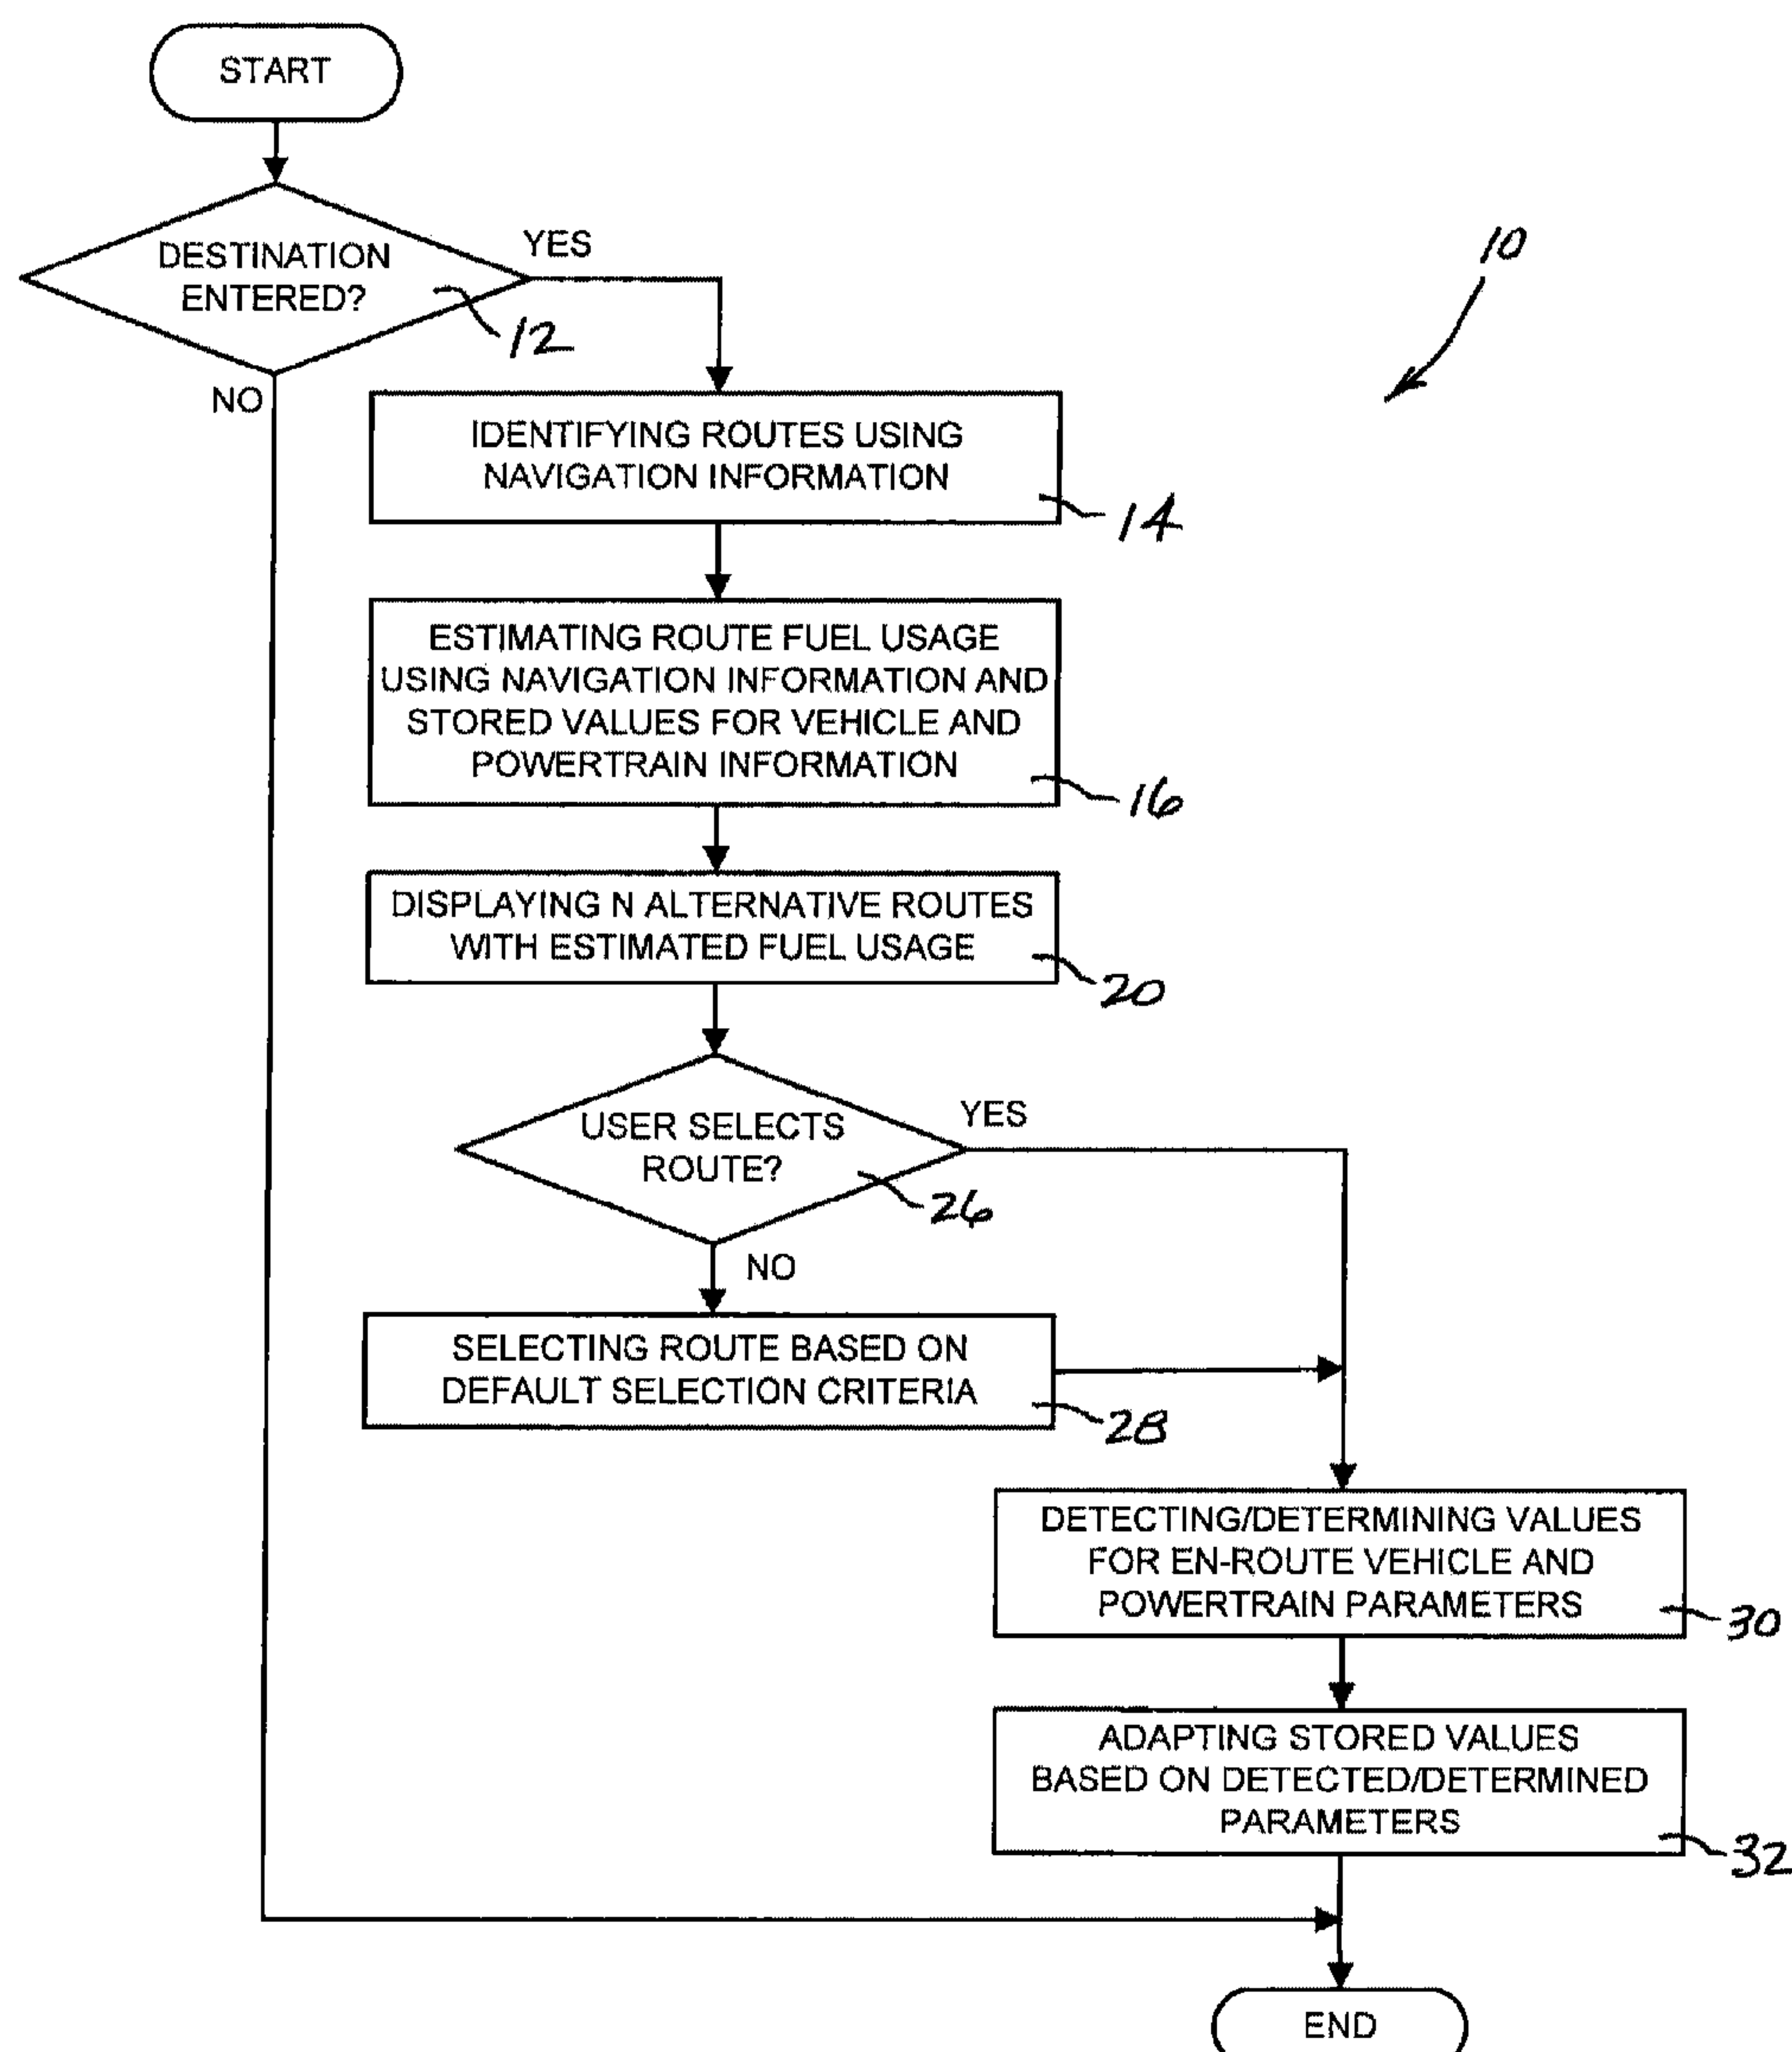 START
DESTINATION
ENTERED?
YES
12
NO
10
IDENTIFYING ROUTES USING
NAVIGATION INFORMATION
14
ESTIMATING ROUTE FUEL USAGE
USING NAVIGATION INFORMATION AND
STORED VALUES FOR VEHICLE AND
POWERTRAIN INFORMATION
16
DISPLAYING N ALTERNATIVE ROUTES
WITH ESTIMATED FUEL USAGE
20
USER SELECTS
ROUTE?
YES
26
NO
SELECTING ROUTE BASED ON
DEFAULT SELECTION CRITERIA
28
DETECTING/DETERMINING VALUES
FOR EN-ROUTE VEHICLE AND
POWERTRAIN PARAMETERS
30
ADAPTING STORED VALUES
BASED ON DETECTED/DETERMINED
PARAMETERS
32
END